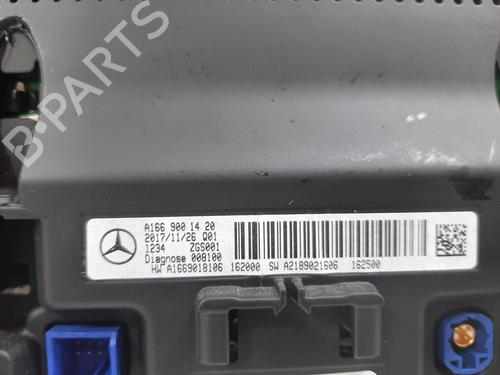 B-PARTS
A166 900 14 20
2017/11/26 Q01
1234 ZGS001
Diagnose 008100
HW A1669018106 162000 SW A2189021606 162500